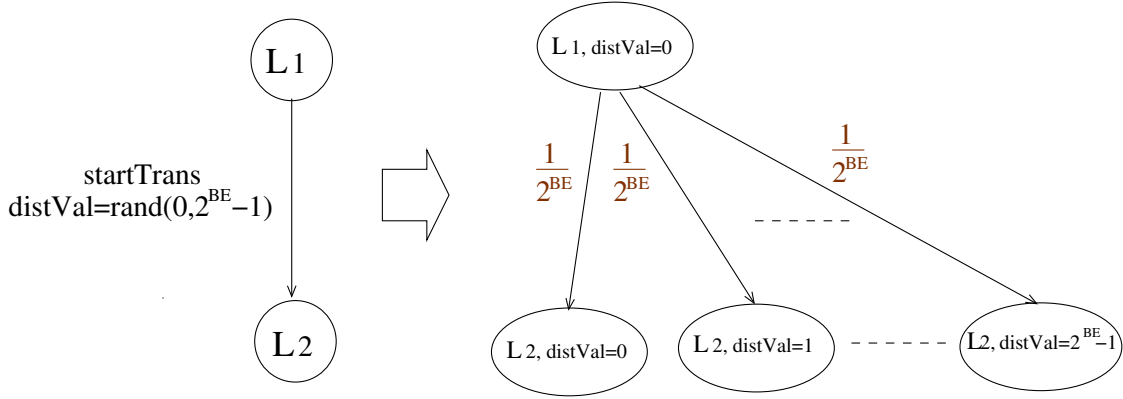 L1
startTrans
distVal=rand(0,2^BE−1)
L2
L1, distVal=0
1/2^BE
1/2^BE
1/2^BE
L2, distVal=0
L2, distVal=1
L2, distVal=2^BE−1